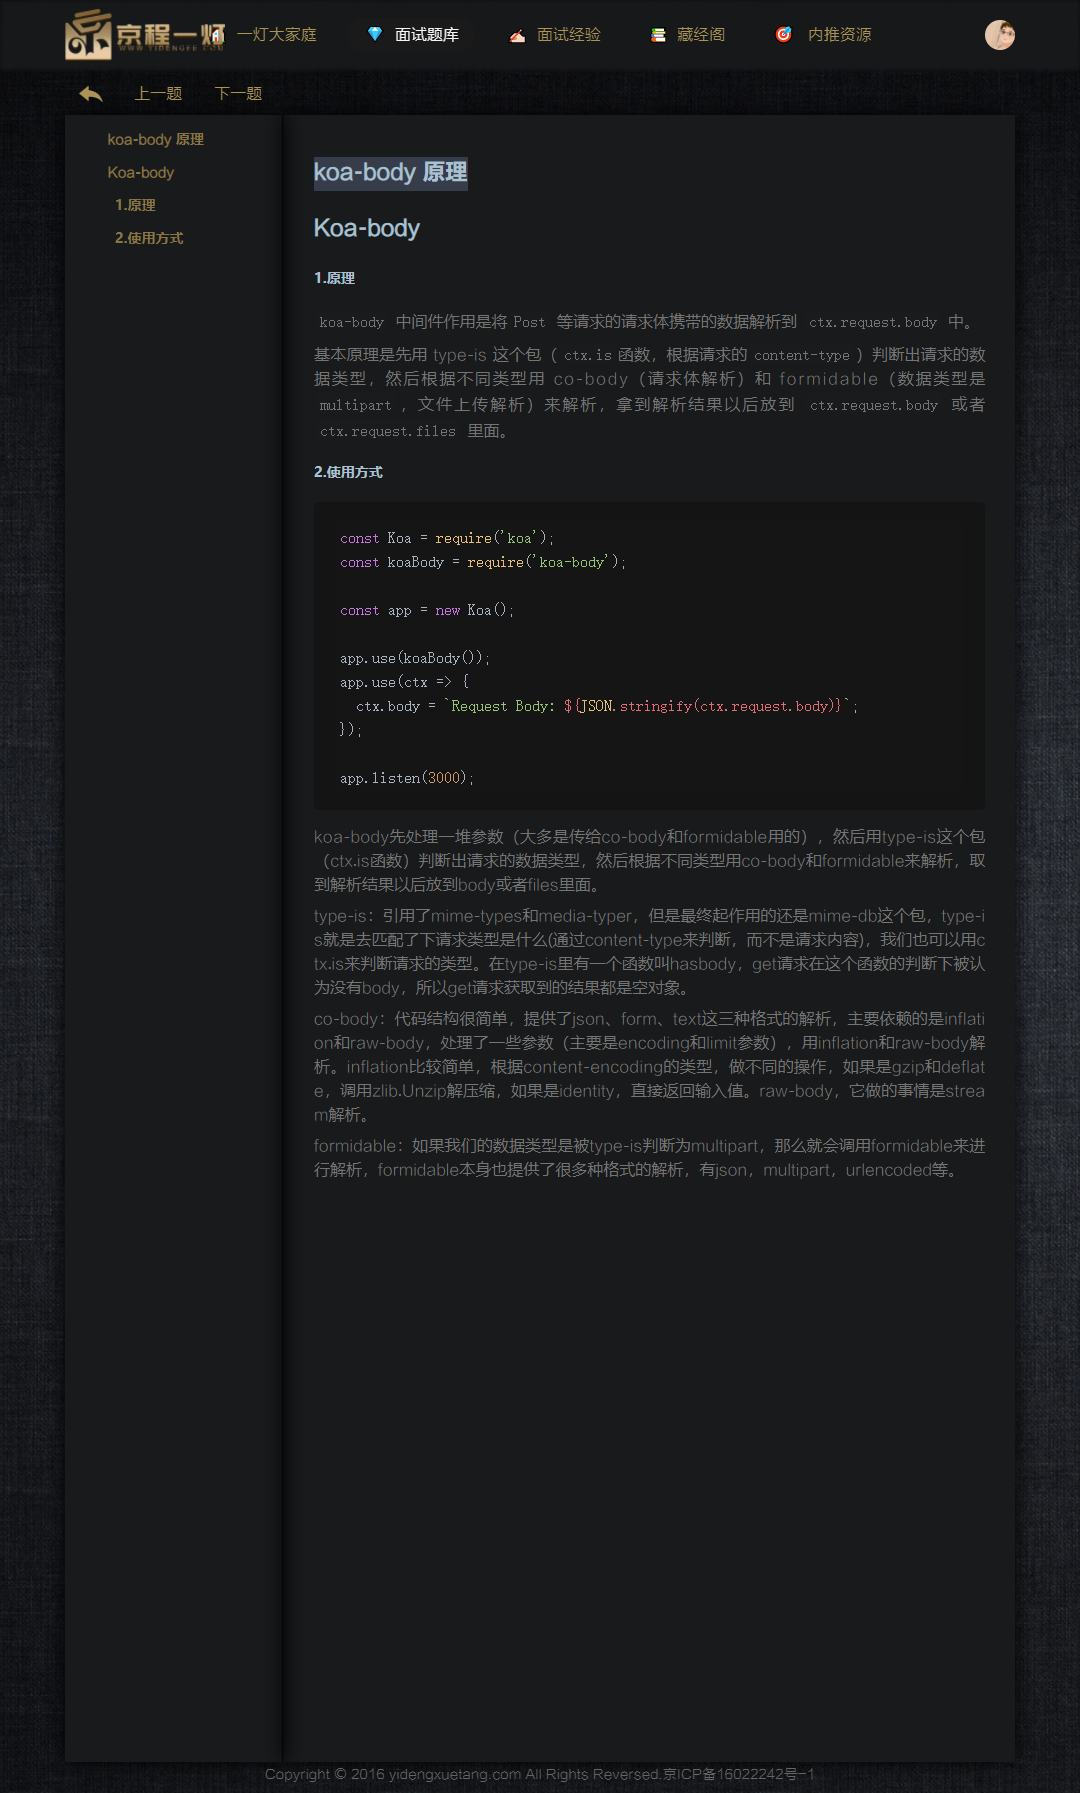 京程一灯
WWW.YIDENGFE.COM
一灯大家庭
面试题库
面试经验
藏经阁
内推资源
上一题
下一题
koa-body 原理
Koa-body
1.原理
2.使用方式
koa-body 原理
Koa-body
1.原理
koa-body 中间件作用是将 Post 等请求的请求体携带的数据解析到 ctx.request.body 中。
基本原理是先用 type-is 这个包（ ctx.is 函数，根据请求的 content-type ）判断出请求的数
据类型，然后根据不同类型用 co-body（请求体解析）和 formidable（数据类型是
multipart ，文件上传解析）来解析，拿到解析结果以后放到 ctx.request.body 或者
ctx.request.files 里面。
2.使用方式
const Koa = require('koa');
const koaBody = require('koa-body');
const app = new Koa();
app.use(koaBody());
app.use(ctx => {
  ctx.body = `Request Body: ${JSON.stringify(ctx.request.body)}`;
});
app.listen(3000);
koa-body先处理一堆参数（大多是传给co-body和formidable用的），然后用type-is这个包
（ctx.is函数）判断出请求的数据类型，然后根据不同类型用co-body和formidable来解析，取
到解析结果以后放到body或者files里面。
type-is：引用了mime-types和media-typer，但是最终起作用的还是mime-db这个包，type-i
s就是去匹配了下请求类型是什么(通过content-type来判断，而不是请求内容)，我们也可以用c
tx.is来判断请求的类型。在type-is里有一个函数叫hasbody，get请求在这个函数的判断下被认
为没有body，所以get请求获取到的结果都是空对象。
co-body：代码结构很简单，提供了json、form、text这三种格式的解析，主要依赖的是inflati
on和raw-body，处理了一些参数（主要是encoding和limit参数），用inflation和raw-body解
析。inflation比较简单，根据content-encoding的类型，做不同的操作，如果是gzip和deflat
e，调用zlib.Unzip解压缩，如果是identity，直接返回输入值。raw-body，它做的事情是strea
m解析。
formidable：如果我们的数据类型是被type-is判断为multipart，那么就会调用formidable来进
行解析，formidable本身也提供了很多种格式的解析，有json，multipart，urlencoded等。
Copyright © 2016 yidengxuetang.com All Rights Reversed.京ICP备16022242号-1